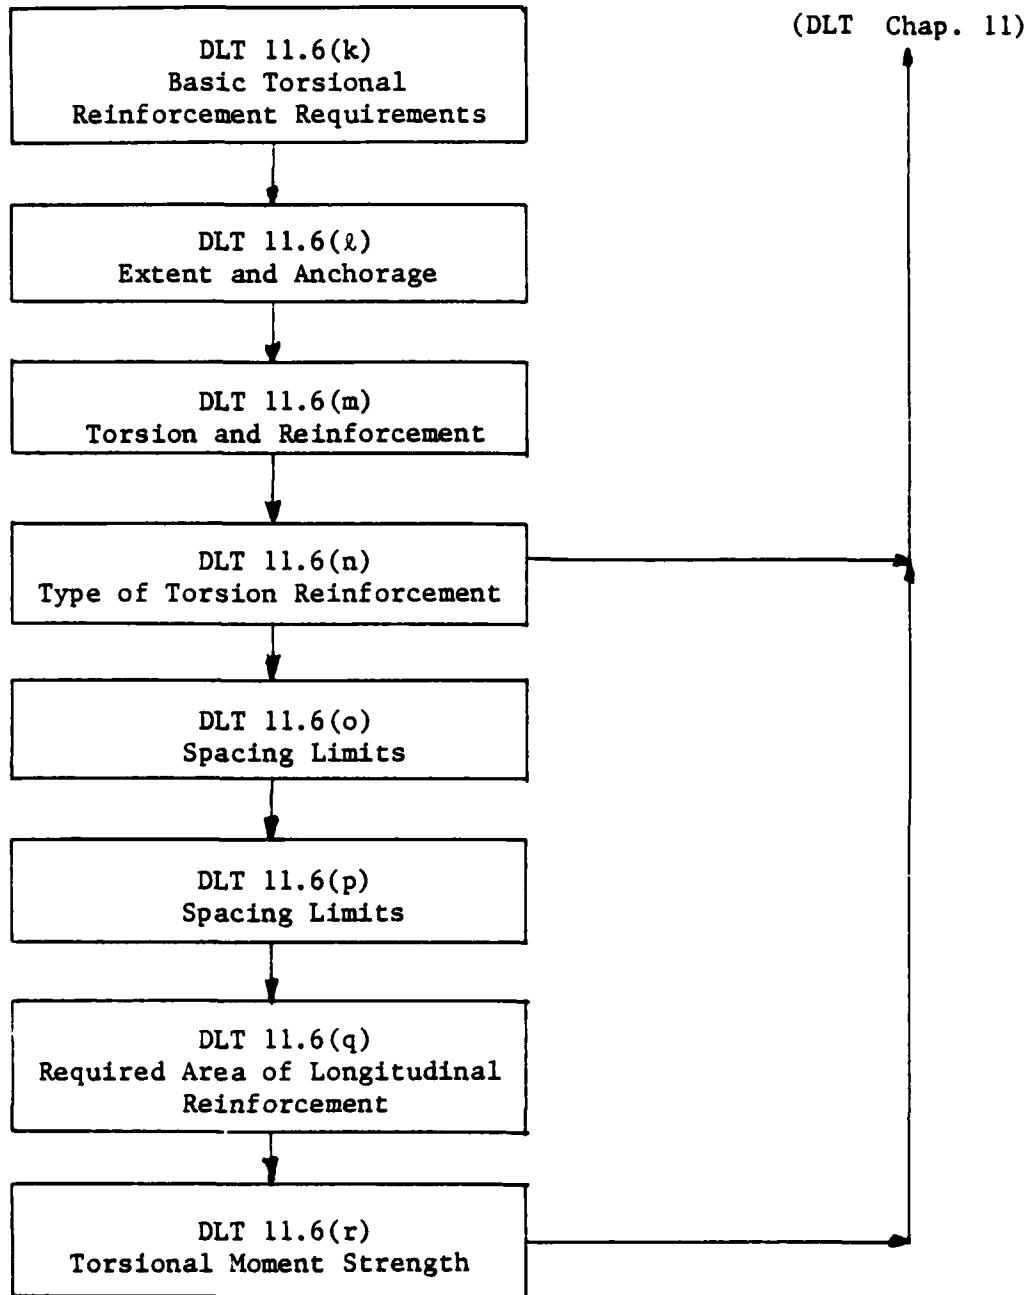 (DLT Chap. 11)
DLT 11.6(k)
Basic Torsional
Reinforcement Requirements
DLT 11.6(ℓ)
Extent and Anchorage
DLT 11.6(m)
Torsion and Reinforcement
DLT 11.6(n)
Type of Torsion Reinforcement
DLT 11.6(o)
Spacing Limits
DLT 11.6(p)
Spacing Limits
DLT 11.6(q)
Required Area of Longitudinal
Reinforcement
DLT 11.6(r)
Torsional Moment Strength